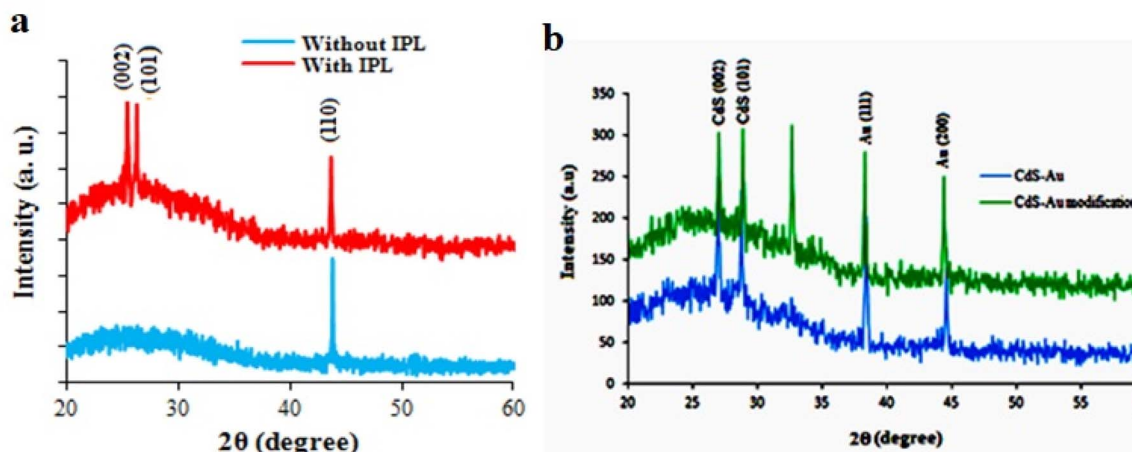 a
Without IPL
With IPL
(002)
(101)
(110)
Intensity (a. u.)
20
30
40
50
60
2θ (degree)
b
350
300
250
200
150
100
50
0
CdS (002)
CdS (101)
Au (111)
Au (200)
CdS-Au
CdS-Au modification
Intensity (a.u)
20
25
30
35
40
45
50
55
2θ (degree)